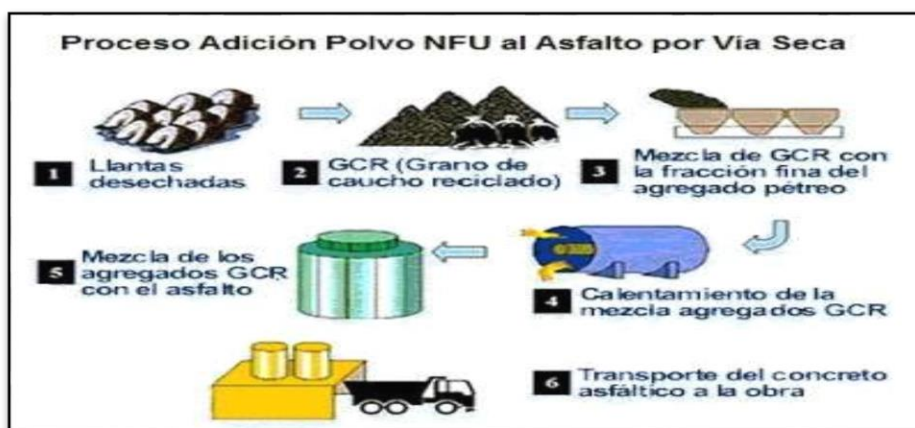 Proceso Adición Polvo NFU al Asfalto por Vía Seca
1 Llantas
desechadas
2 GCR (Grano de
caucho reciclado)
3 Mezcla de GCR con
la fracción fina del
agregado pétreo
4 Calentamiento de la
mezcla agregados GCR
5 Mezcla de los
agregados GCR
con el asfalto
6 Transporte del concreto
asfáltico a la obra